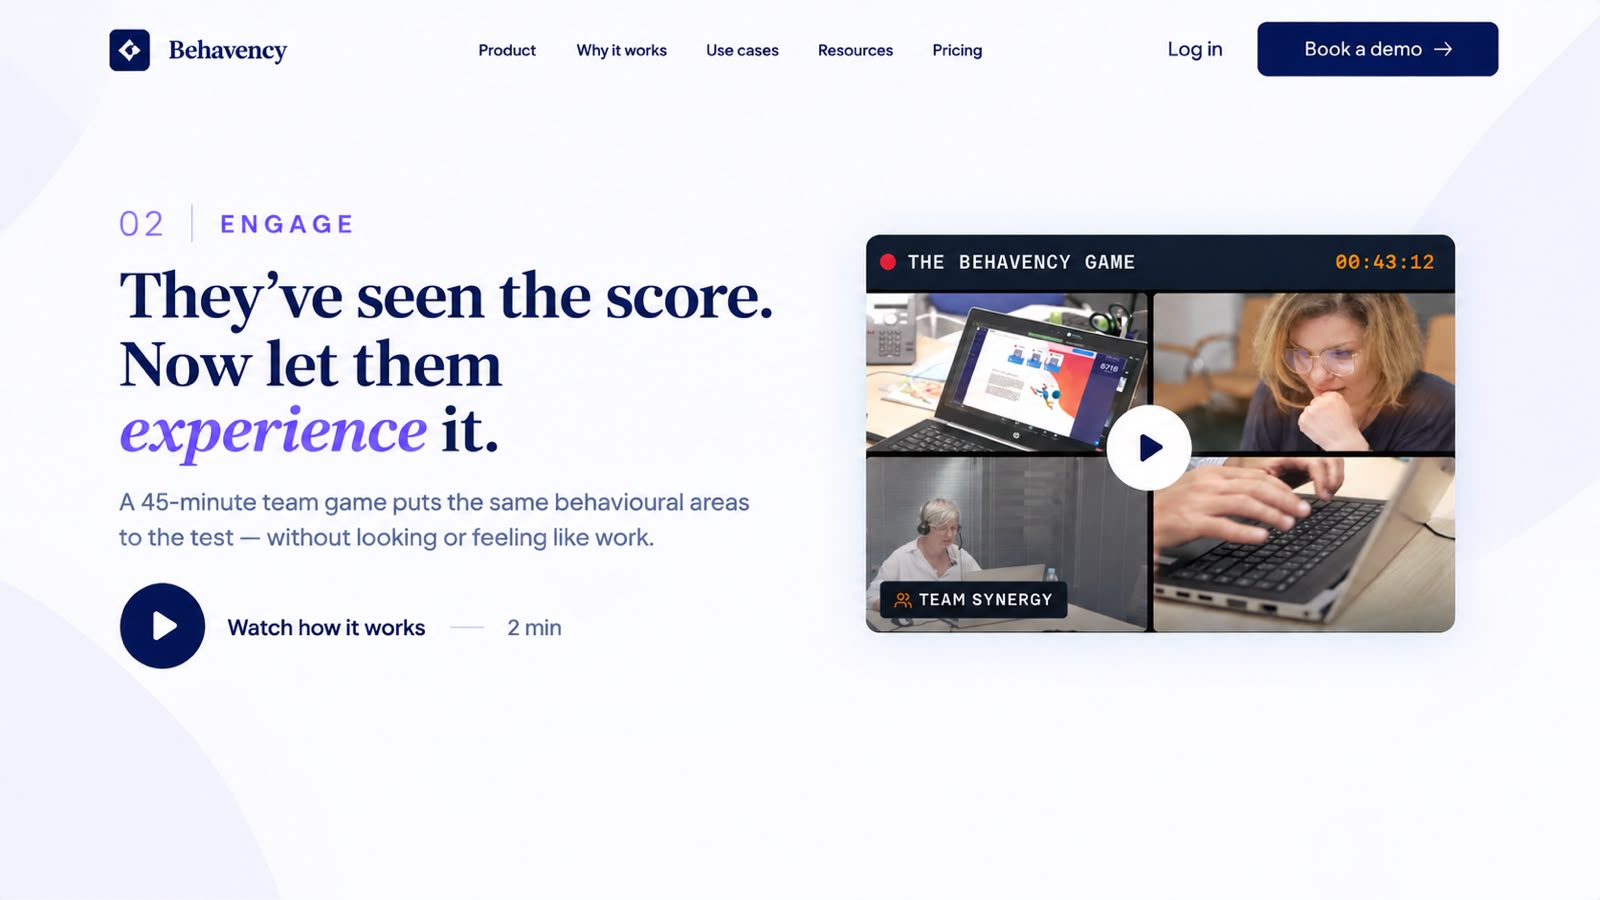 Behavency
Product
Why it works
Use cases
Resources
Pricing
Log in
Book a demo →
02 | ENGAGE
They’ve seen the score.
Now let them
experience it.
A 45-minute team game puts the same behavioural areas
to the test — without looking or feeling like work.
Watch how it works — 2 min
THE BEHAVENCY GAME
00:43:12
6716
hp
TEAM SYNERGY